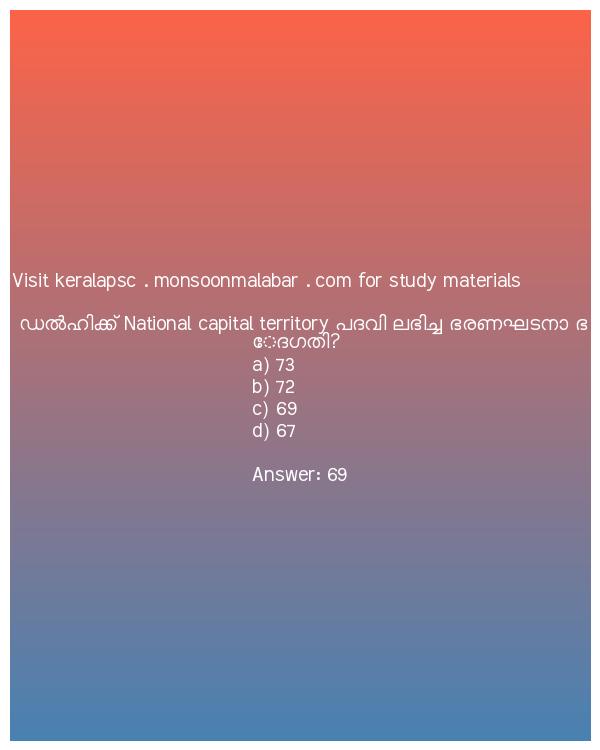 Visit keralapsc . monsoonmalabar . com for study materials
ഡൽഹിക്ക് National capital territory പദവി ലഭിച്ച ഭരണഘടനാ ഭ
േദഗതി?
a) 73
b) 72
c) 69
d) 67
Answer: 69